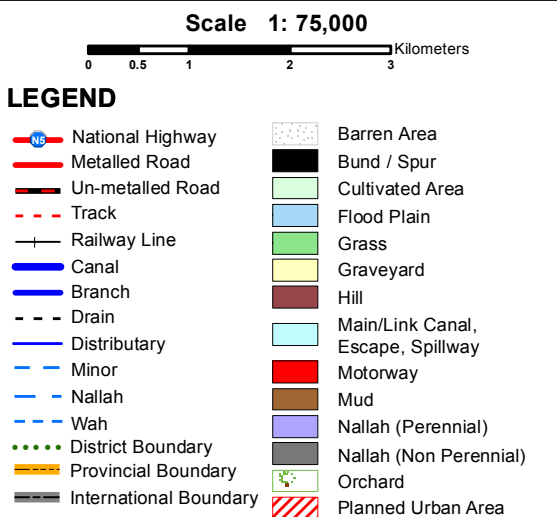 Scale 1: 75,000
Kilometers
0 0.5 1 2 3
LEGEND
N5
National Highway
Metalled Road
Un-metalled Road
Track
Railway Line
Canal
Branch
Drain
Distributary
Minor
Nallah
Wah
District Boundary
Provincial Boundary
International Boundary
Barren Area
Bund / Spur
Cultivated Area
Flood Plain
Grass
Graveyard
Hill
Main/Link Canal,
Escape, Spillway
Motorway
Mud
Nallah (Perennial)
Nallah (Non Perennial)
Orchard
Planned Urban Area